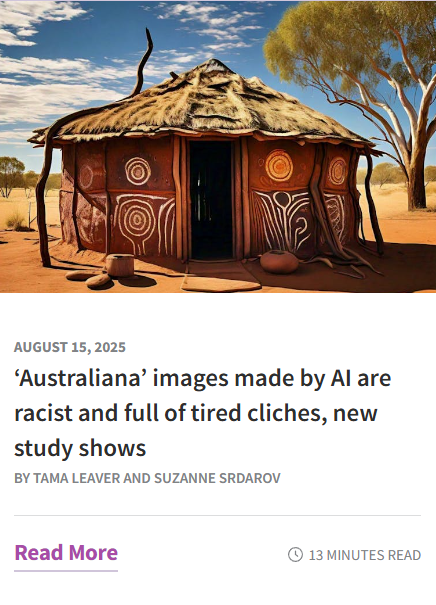 AUGUST 15, 2025
‘Australiana’ images made by AI are
racist and full of tired cliches, new
study shows
BY TAMA LEAVER AND SUZANNE SRDAROV
Read More
13 MINUTES READ